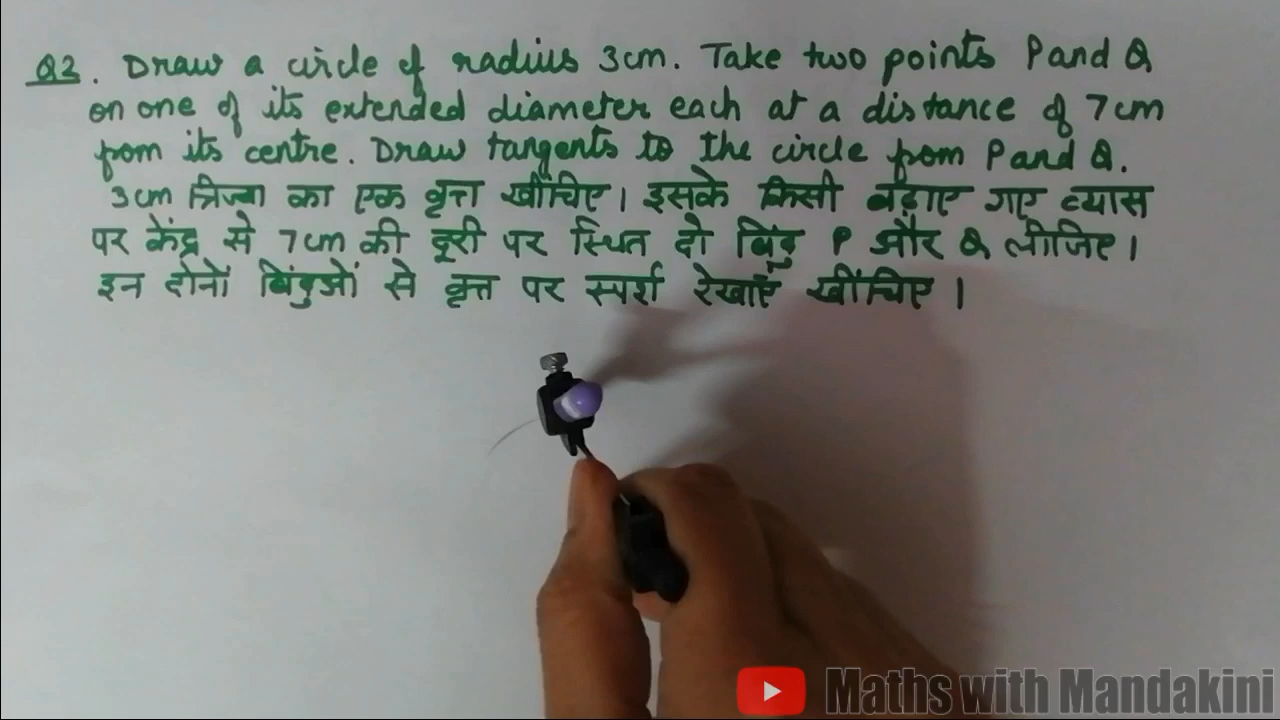 Q2. Draw a circle of radius 3cm. Take two points P and Q
on one of its extended diameter each at a distance of 7cm
from its centre. Draw tangents to the circle from P and Q.
3cm त्रिज्या का एक वृत्त खींचिए। इसके किसी बढ़ाए गए व्यास
पर केंद्र से 7cm की दूरी पर स्थित दो बिंदु P और Q लीजिए।
इन दोनों बिंदुओं से वृत्त पर स्पर्श रेखाएँ खींचिए।
Maths with Mandakini